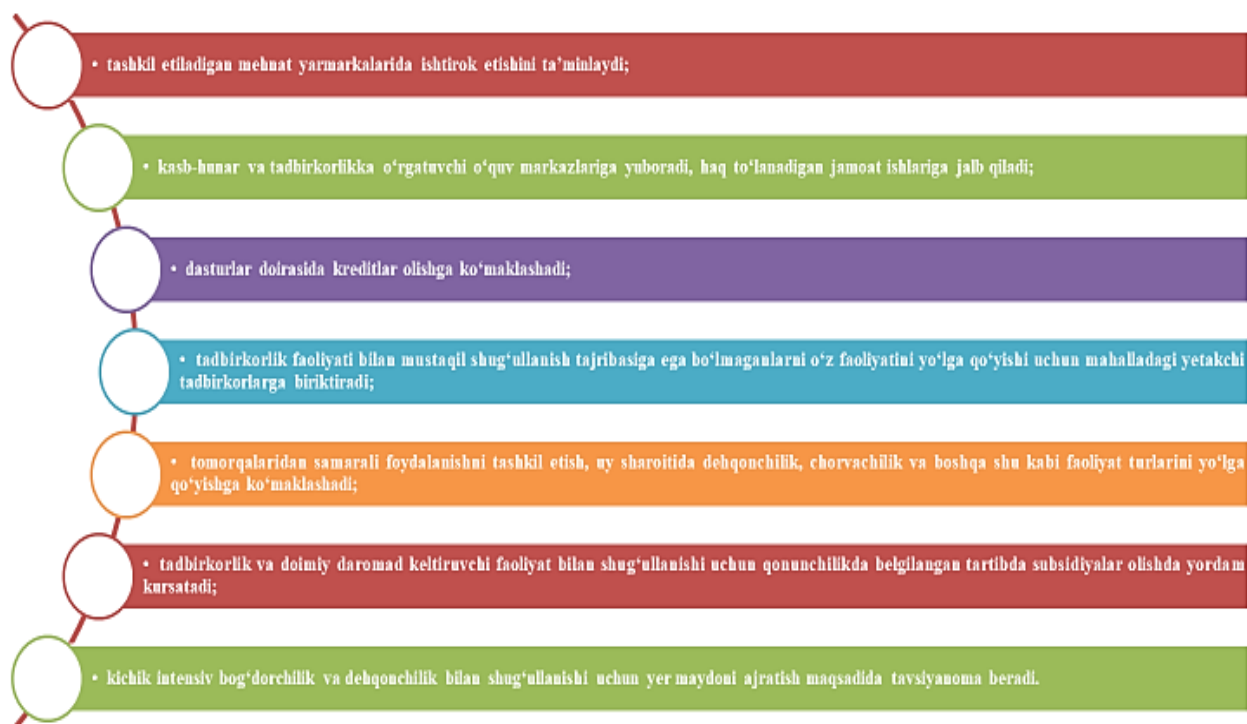 • tashkil etiladigan mehnat yarmarkalarida ishtirok etishini ta’minlaydi;
• kasb-hunar va tadbirkorlikka o‘rgatuvchi o‘quv markazlariga yuboradi, haq to‘lanadigan jamoat ishlariga jalb qiladi;
• dasturlar doirasida kreditlar olishga ko‘maklashadi;
• tadbirkorlik faoliyati bilan mustaqil shug‘ullanish tajribasiga ega bo‘lmaganlarni o‘z faoliyatini yo‘lga qo‘yishi uchun mahalladagi yetakchi
tadbirkorlarga biriktiradi;
• tomorqalaridan samarali foydalanishni tashkil etish, uy sharoitida dehqonchilik, chorvachilik va boshqa shu kabi faoliyat turlarini yo‘lga
qo‘yishga ko‘maklashadi;
• tadbirkorlik va doimiy daromad keltiruvchi faoliyat bilan shug‘ullanishi uchun qonunchilikda belgilangan tartibda subsidiyalar olishda yordam
kursatadi;
• kichik intensiv bog‘dorchilik va dehqonchilik bilan shug‘ullanishi uchun yer maydoni ajratish maqsadida tavsiyanoma beradi.